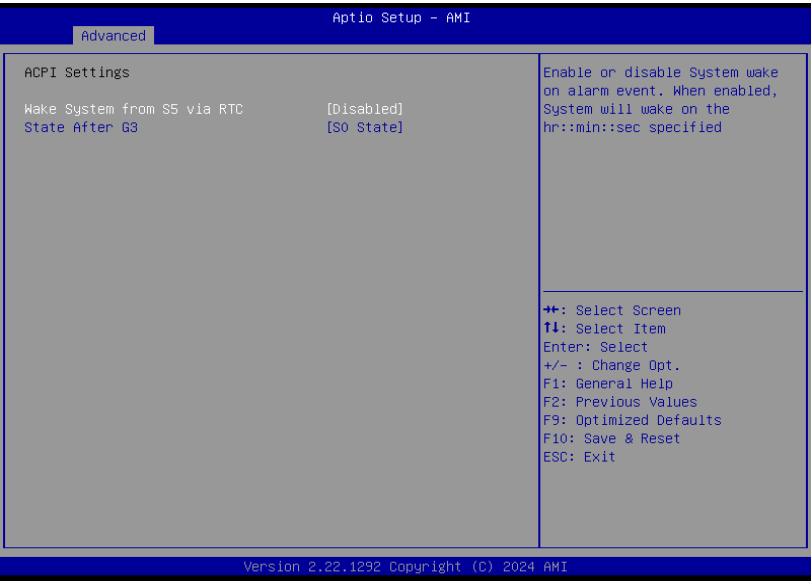 Aptio Setup – AMI
Advanced
ACPI Settings
Wake System from S5 via RTC [Disabled]
State After G3 [S0 State]
Enable or disable System wake
on alarm event. When enabled,
System will wake on the
hr::min::sec specified
→←: Select Screen
↑↓: Select Item
Enter: Select
+/- : Change Opt.
F1: General Help
F2: Previous Values
F9: Optimized Defaults
F10: Save & Reset
ESC: Exit
Version 2.22.1292 Copyright (C) 2024 AMI